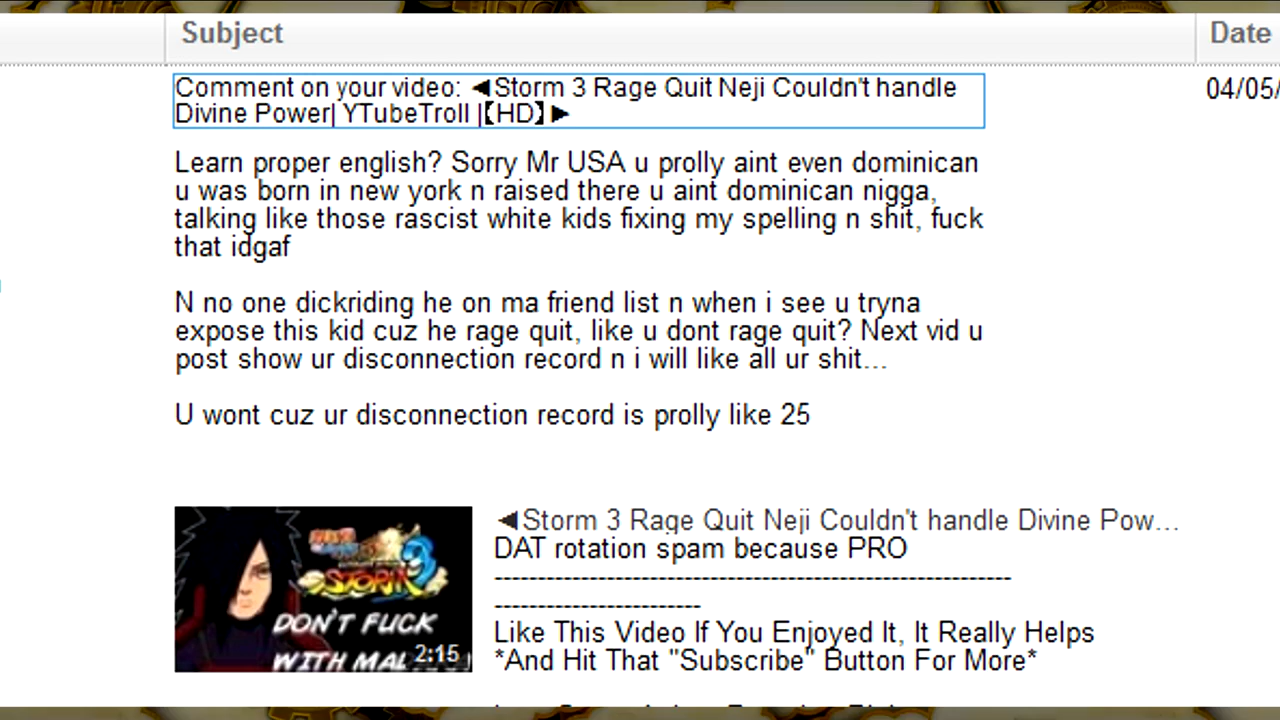 Subject
Date
Comment on your video: ◄Storm 3 Rage Quit Neji Couldn't handle
Divine Power| YTubeTroll |【HD】►
04/05/
Learn proper english? Sorry Mr USA u prolly aint even dominican
u was born in new york n raised there u aint dominican nigga,
talking like those rascist white kids fixing my spelling n shit, fuck
that idgaf
N no one dickriding he on ma friend list n when i see u tryna
expose this kid cuz he rage quit, like u dont rage quit? Next vid u
post show ur disconnection record n i will like all ur shit...
U wont cuz ur disconnection record is prolly like 25
◄Storm 3 Rage Quit Neji Couldn't handle Divine Pow...
DAT rotation spam because PRO
------------------------------------------------------------
------------------------
Like This Video If You Enjoyed It, It Really Helps
*And Hit That "Subscribe" Button For More*
STORM 3
DON'T FUCK
WITH
2:15